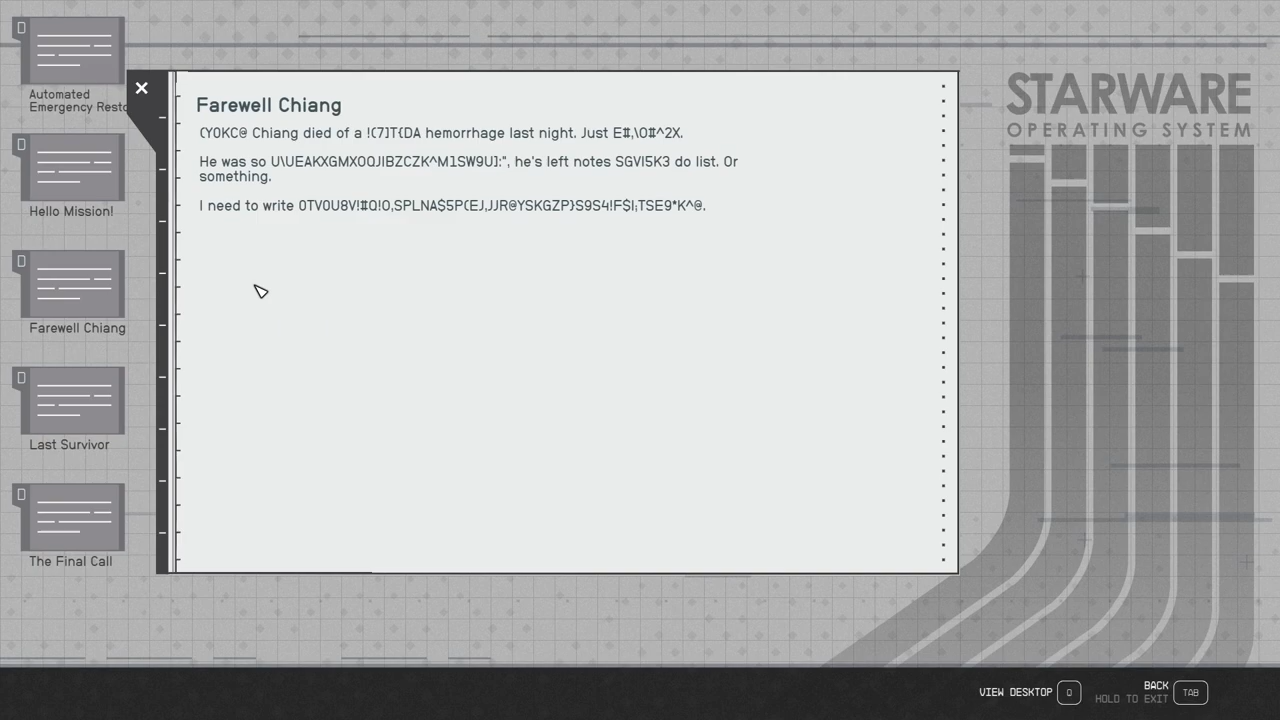 Automated
Emergency Resto
Hello Mission!
Farewell Chiang
Last Survivor
The Final Call
Farewell Chiang
(Y0KC@ Chiang died of a !(7]T{DA hemorrhage last night. Just E#,\O#^2X.
He was so U\UEAKXGMXOQJIBZCZK^M1SW9U]:", he's left notes SGVI5K3 do list. Or
something.
I need to write 0TV0U8V!#Q!0,SPLNA$5P(EJ,JJR@YSKGZP}S9S4!F$I;TSE9*K^@.
STARWARE
OPERATING SYSTEM
VIEW DESKTOP Q
BACK
HOLD TO EXIT TAB